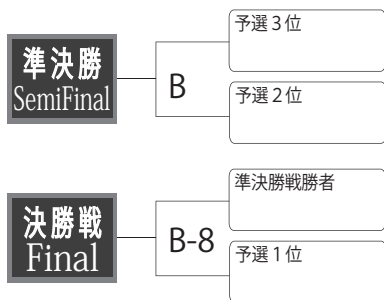 予選3位
準決勝
SemiFinal
B
予選2位
準決勝戦勝者
決勝戦
Final
B-8
予選1位